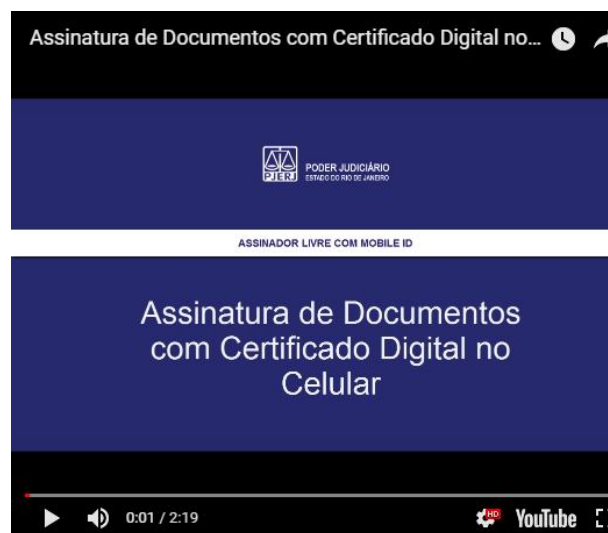 Assinatura de Documentos com Certificado Digital no...
PJERJ
PODER JUDICIÁRIO
ESTADO DO RIO DE JANEIRO
ASSINADOR LIVRE COM MOBILE ID
Assinatura de Documentos
com Certificado Digital no
Celular
0:01 / 2:19
HD
YouTube